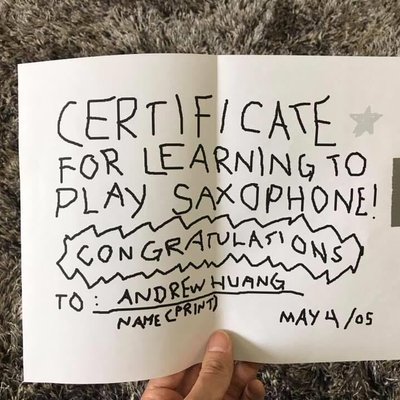 CERTIFICATE
FOR LEARNING TO
PLAY SAXOPHONE!
CONGRATULATIONS
TO: ANDREW HUANG
NAME (PRINT)
MAY 4/05